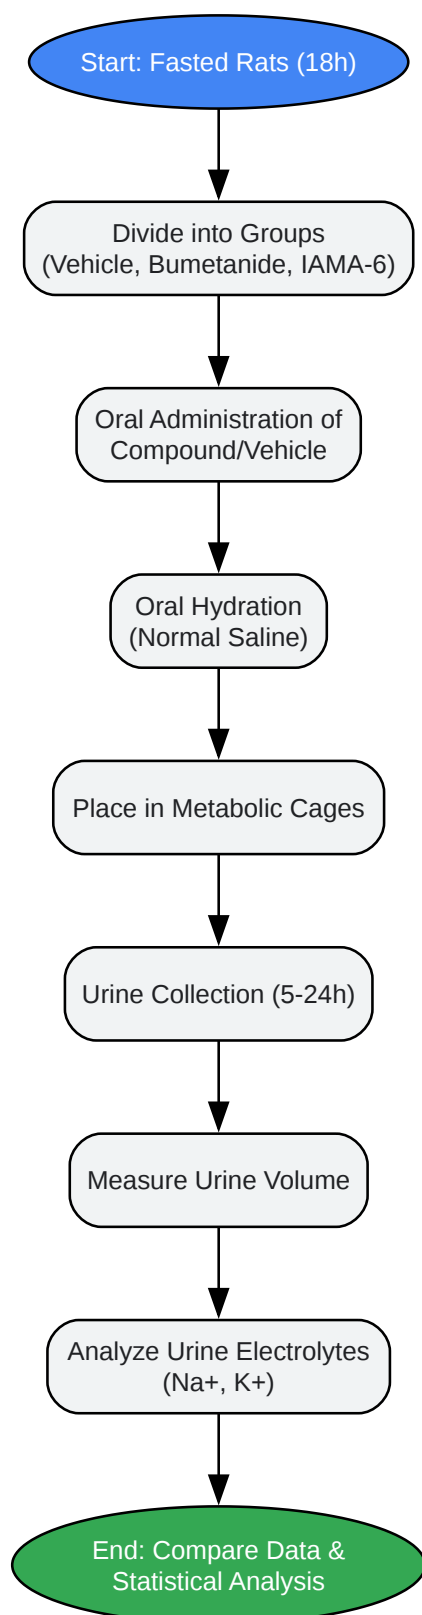 Start: Fasted Rats (18h)
Divide into Groups
(Vehicle, Bumetanide, IAMA-6)
Oral Administration of
Compound/Vehicle
Oral Hydration
(Normal Saline)
Place in Metabolic Cages
Urine Collection (5-24h)
Measure Urine Volume
Analyze Urine Electrolytes
(Na+, K+)
End: Compare Data &
Statistical Analysis